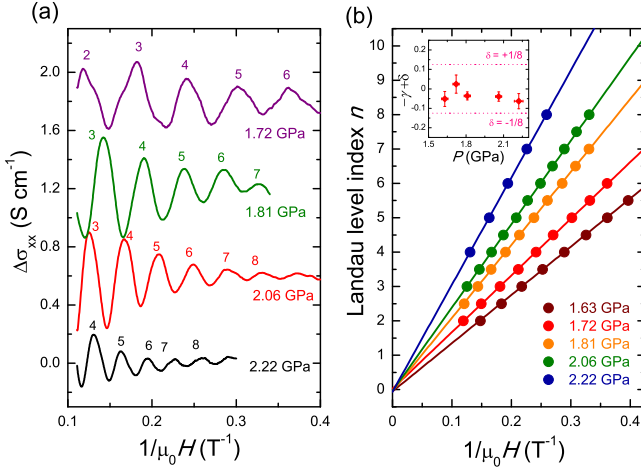 (a)
Δσxx (S cm⁻¹)
2.4
1.8
1.2
0.6
0.0
2 3 4 5 6
1.72 GPa
3 4 5 6 7
1.81 GPa
3 4 5 6 7 8
2.06 GPa
4 5 6 7 8
2.22 GPa
0.1 0.2 0.3 0.4
1/μ₀H (T⁻¹)
(b)
Landau level index n
10
9
8
7
6
5
4
3
2
1
0
−γ+δ
0.2
0.1
0
-0.1
-0.2
δ = +1/8
δ = -1/8
1.5 1.8 2.1 2.4
P (GPa)
1.63 GPa
1.72 GPa
1.81 GPa
2.06 GPa
2.22 GPa
0.0 0.1 0.2 0.3 0.4
1/μ₀H (T⁻¹)